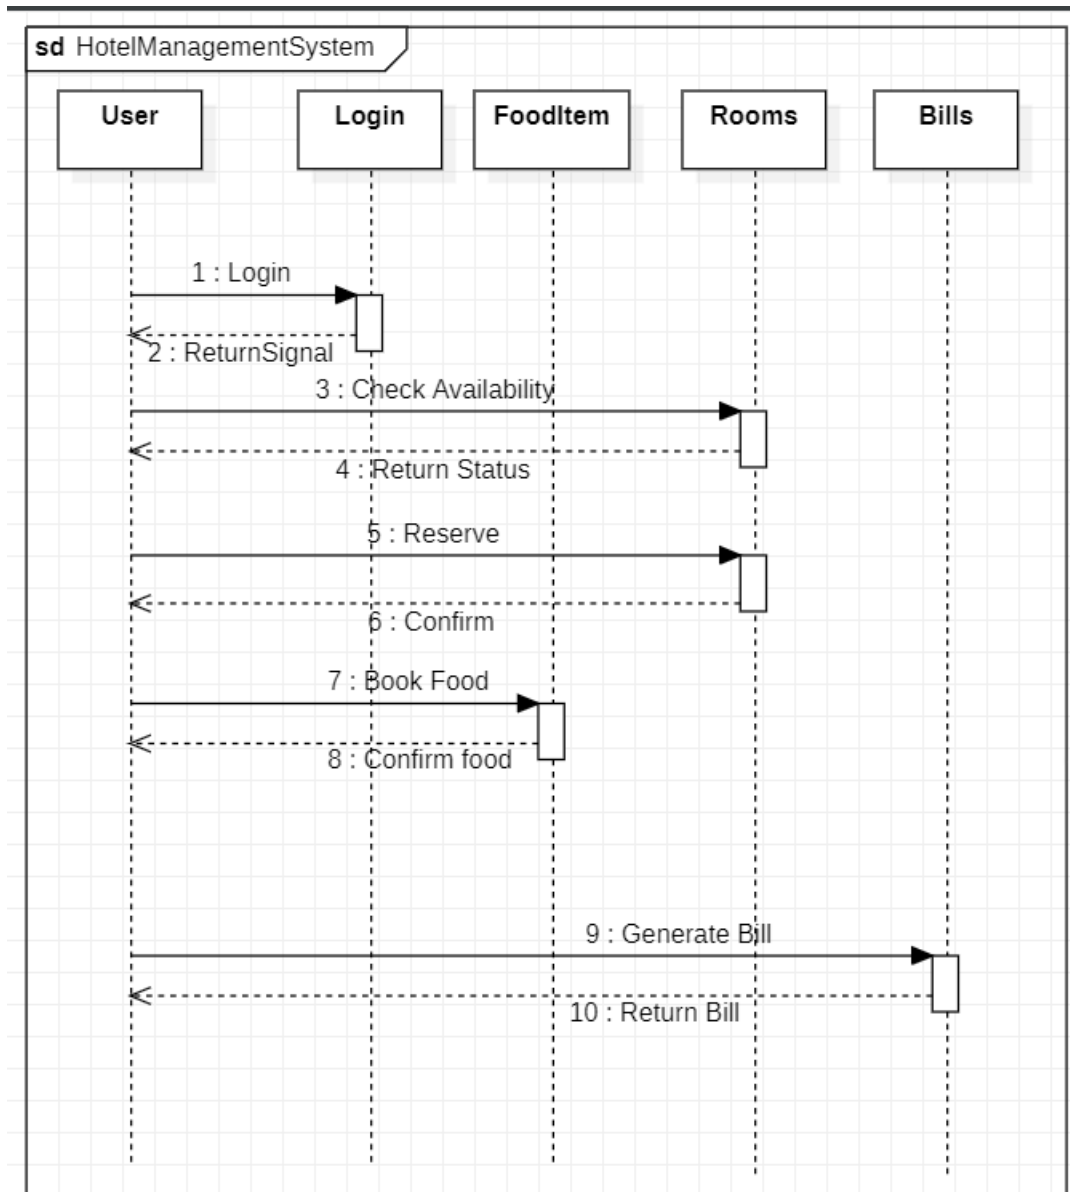 sd HotelManagementSystem
User
Login
FoodItem
Rooms
Bills
1 : Login
2 : ReturnSignal
3 : Check Availability
4 : Return Status
5 : Reserve
6 : Confirm
7 : Book Food
8 : Confirm food
9 : Generate Bill
10 : Return Bill